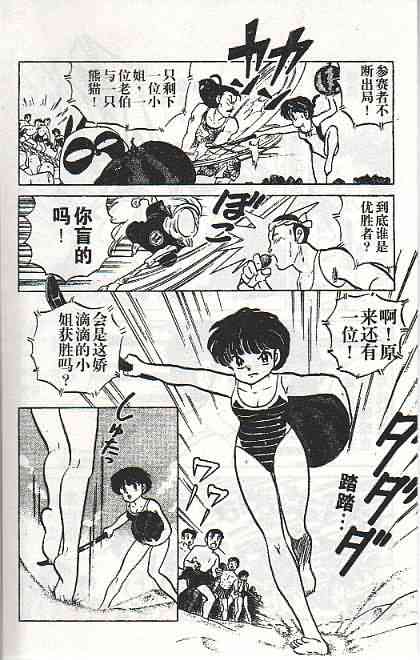 参赛者不
断出局！
カカン
只剩下
一位小
姐，一
位老伯
与一只
熊猫！
到底谁是
优胜者？
ぼこ
你盲的
吗！
啊！原
来还有
一位！
会是这娇
滴滴的小
姐获胜吗？
ダダダ
踏踏…
ワワ
じゅたっ